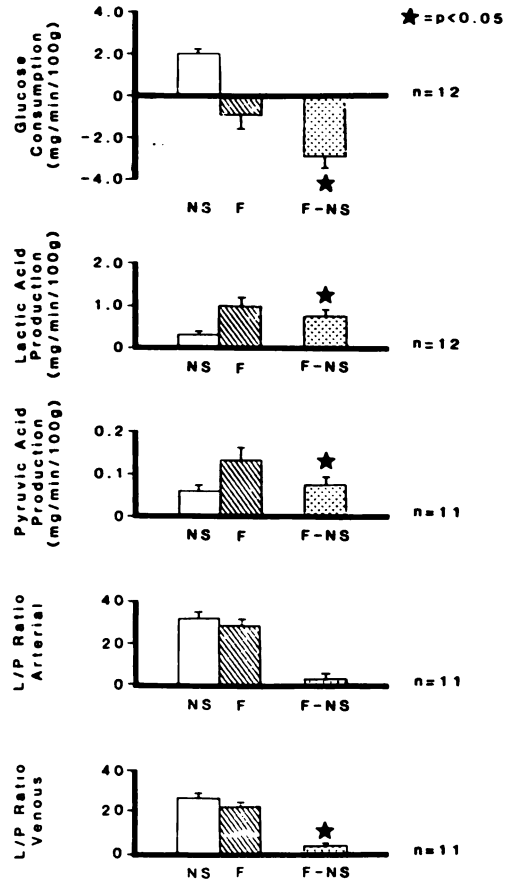 ★=p<0.05
Glucose
Consumption
(mg/min/100g)
4.0
2.0
0
-2.0
-4.0
n=12
★
NS F F-NS
Lactic Acid
Production
(mg/min/100g)
2.0
1.0
0
★
n=12
NS F F-NS
Pyruvic Acid
Production
(mg/min/100g)
0.2
0.1
0
★
n=11
NS F F-NS
L/P Ratio
Arterial
40
20
0
n=11
NS F F-NS
L/P Ratio
Venous
40
20
0
★
n=11
NS F F-NS